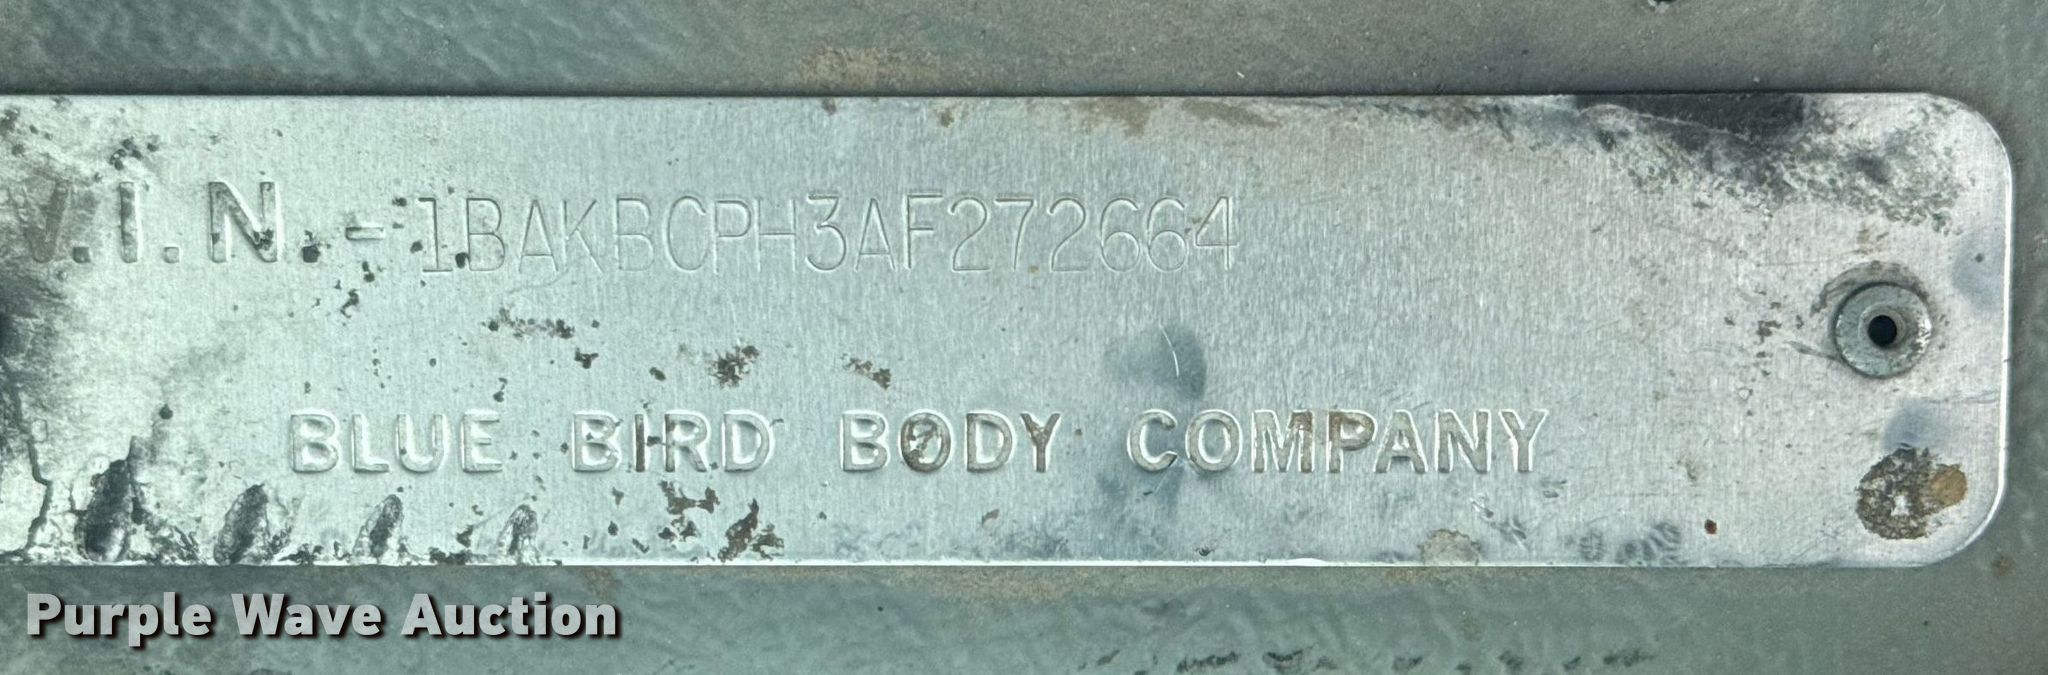 V.I.N.-1BAKBCPH3AF272664
BLUE BIRD BODY COMPANY
Purple Wave Auction